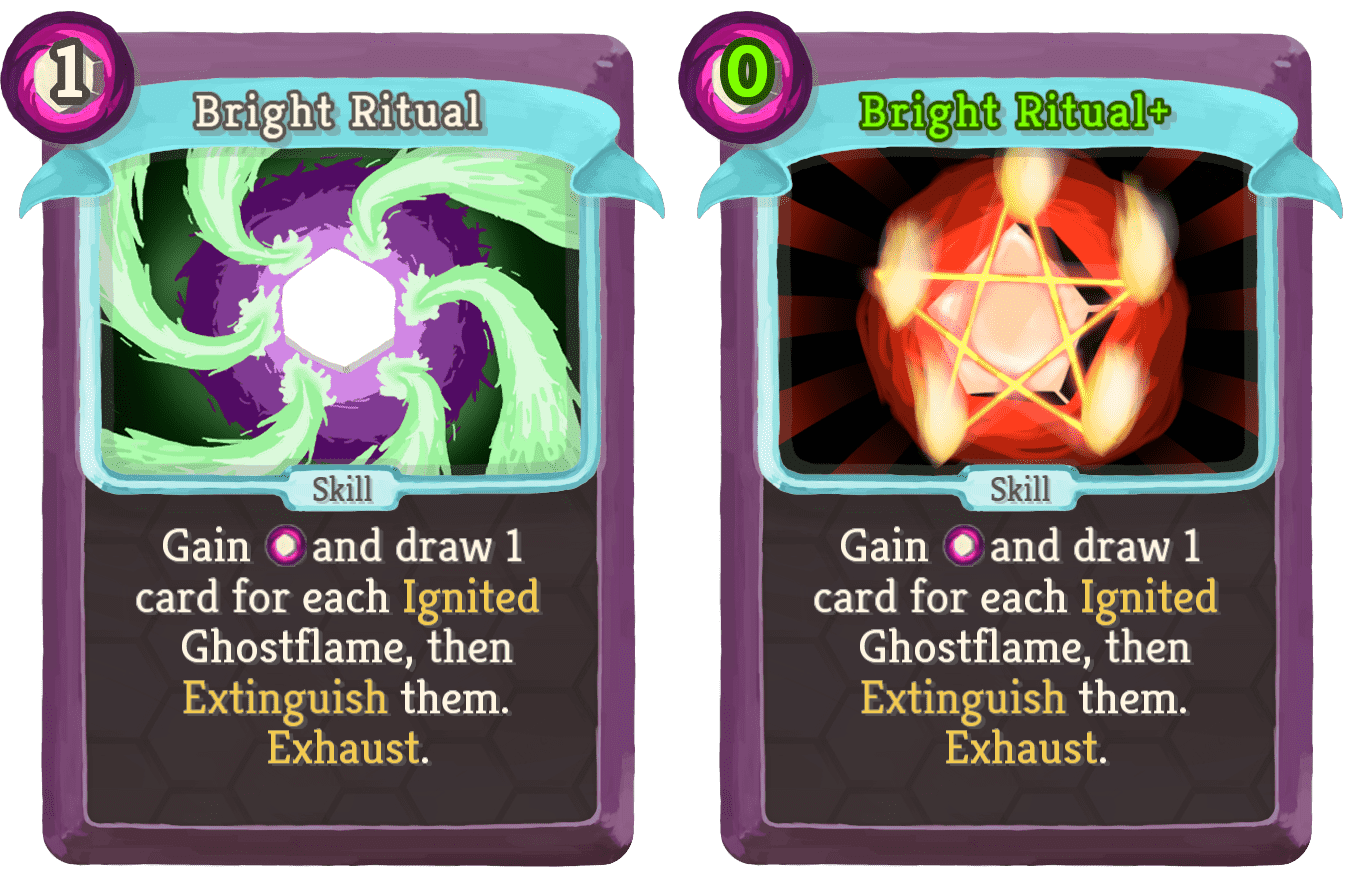 1
Bright Ritual
Skill
Gain and draw 1
card for each Ignited
Ghostflame, then
Extinguish them.
Exhaust.
0
Bright Ritual+
Skill
Gain and draw 1
card for each Ignited
Ghostflame, then
Extinguish them.
Exhaust.